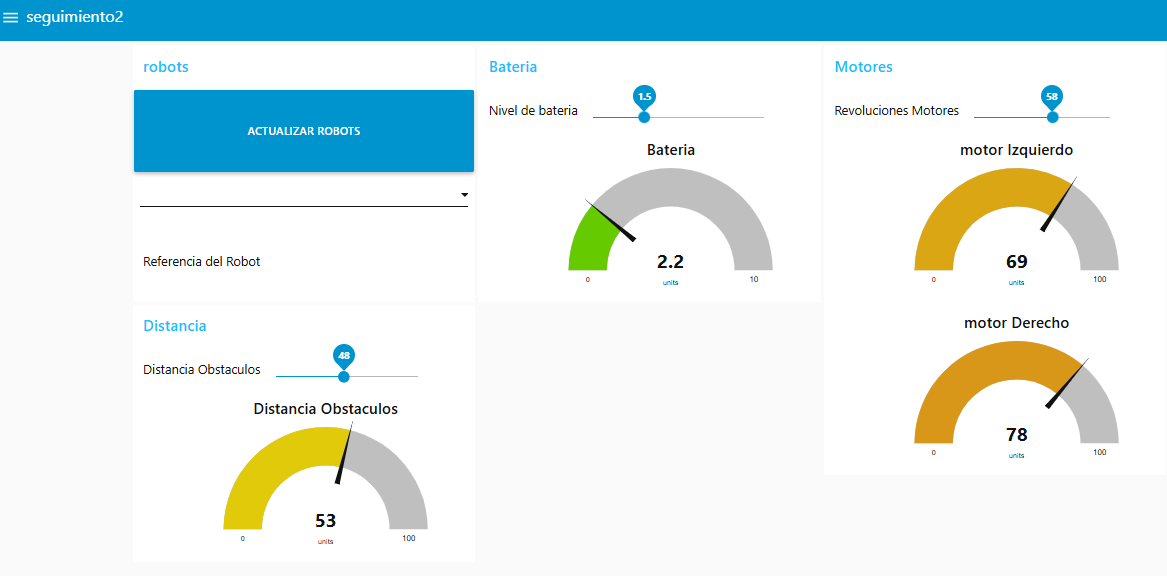 seguimiento2
robots
ACTUALIZAR ROBOTS
Referencia del Robot
Bateria
Nivel de bateria
1.5
Bateria
2.2
0
units
10
Motores
Revoluciones Motores
58
motor Izquierdo
69
0
units
100
motor Derecho
78
0
units
100
Distancia
Distancia Obstaculos
48
Distancia Obstaculos
53
0
units
100